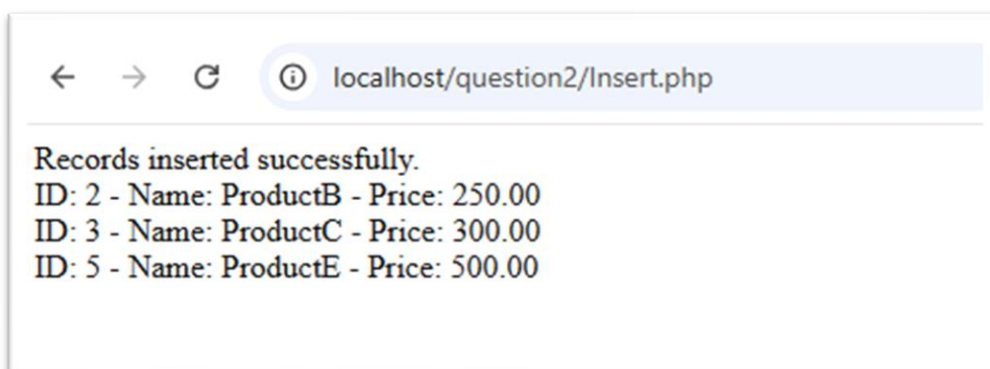 localhost/question2/Insert.php
Records inserted successfully.
ID: 2 - Name: ProductB - Price: 250.00
ID: 3 - Name: ProductC - Price: 300.00
ID: 5 - Name: ProductE - Price: 500.00